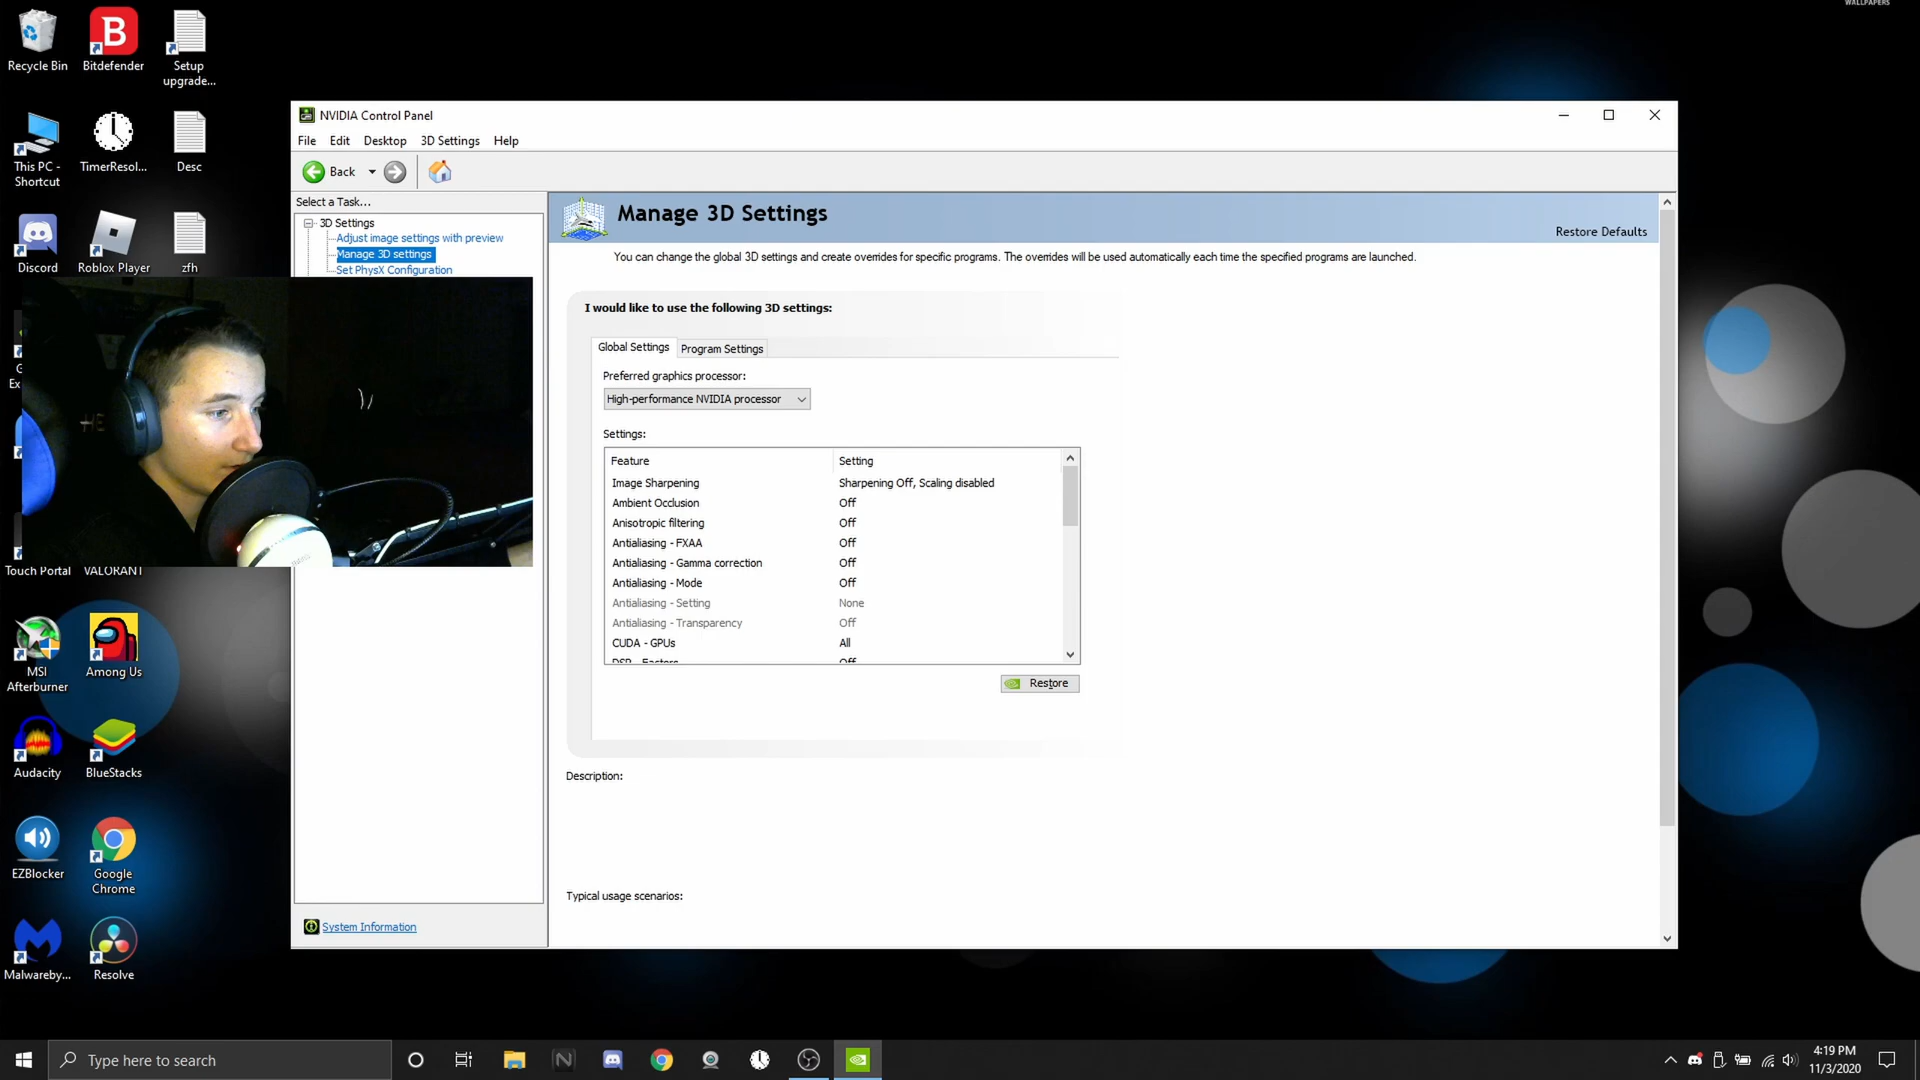 WALLPAPERS
Recycle Bin
Bitdefender
Setup
upgrade...
This PC -
Shortcut
TimerResol...
Desc
Discord
Roblox Player
zfh
Touch Portal
VALORANT
MSI
Afterburner
Among Us
Audacity
BlueStacks
EZBlocker
Google
Chrome
Malwareby...
Resolve
NVIDIA Control Panel
File Edit Desktop 3D Settings Help
Back
Select a Task...
3D Settings
Adjust image settings with preview
Manage 3D settings
Set PhysX Configuration
System Information
Manage 3D Settings
Restore Defaults
You can change the global 3D settings and create overrides for specific programs. The overrides will be used automatically each time the specified programs are launched.
I would like to use the following 3D settings:
Global Settings Program Settings
Preferred graphics processor:
High-performance NVIDIA processor
Settings:
Feature Setting
Image Sharpening Sharpening Off, Scaling disabled
Ambient Occlusion Off
Anisotropic filtering Off
Antialiasing - FXAA Off
Antialiasing - Gamma correction Off
Antialiasing - Mode Off
Antialiasing - Setting None
Antialiasing - Transparency Off
CUDA - GPUs All
DSR - Factors Off
Restore
Description:
Typical usage scenarios:
Type here to search
4:19 PM
11/3/2020